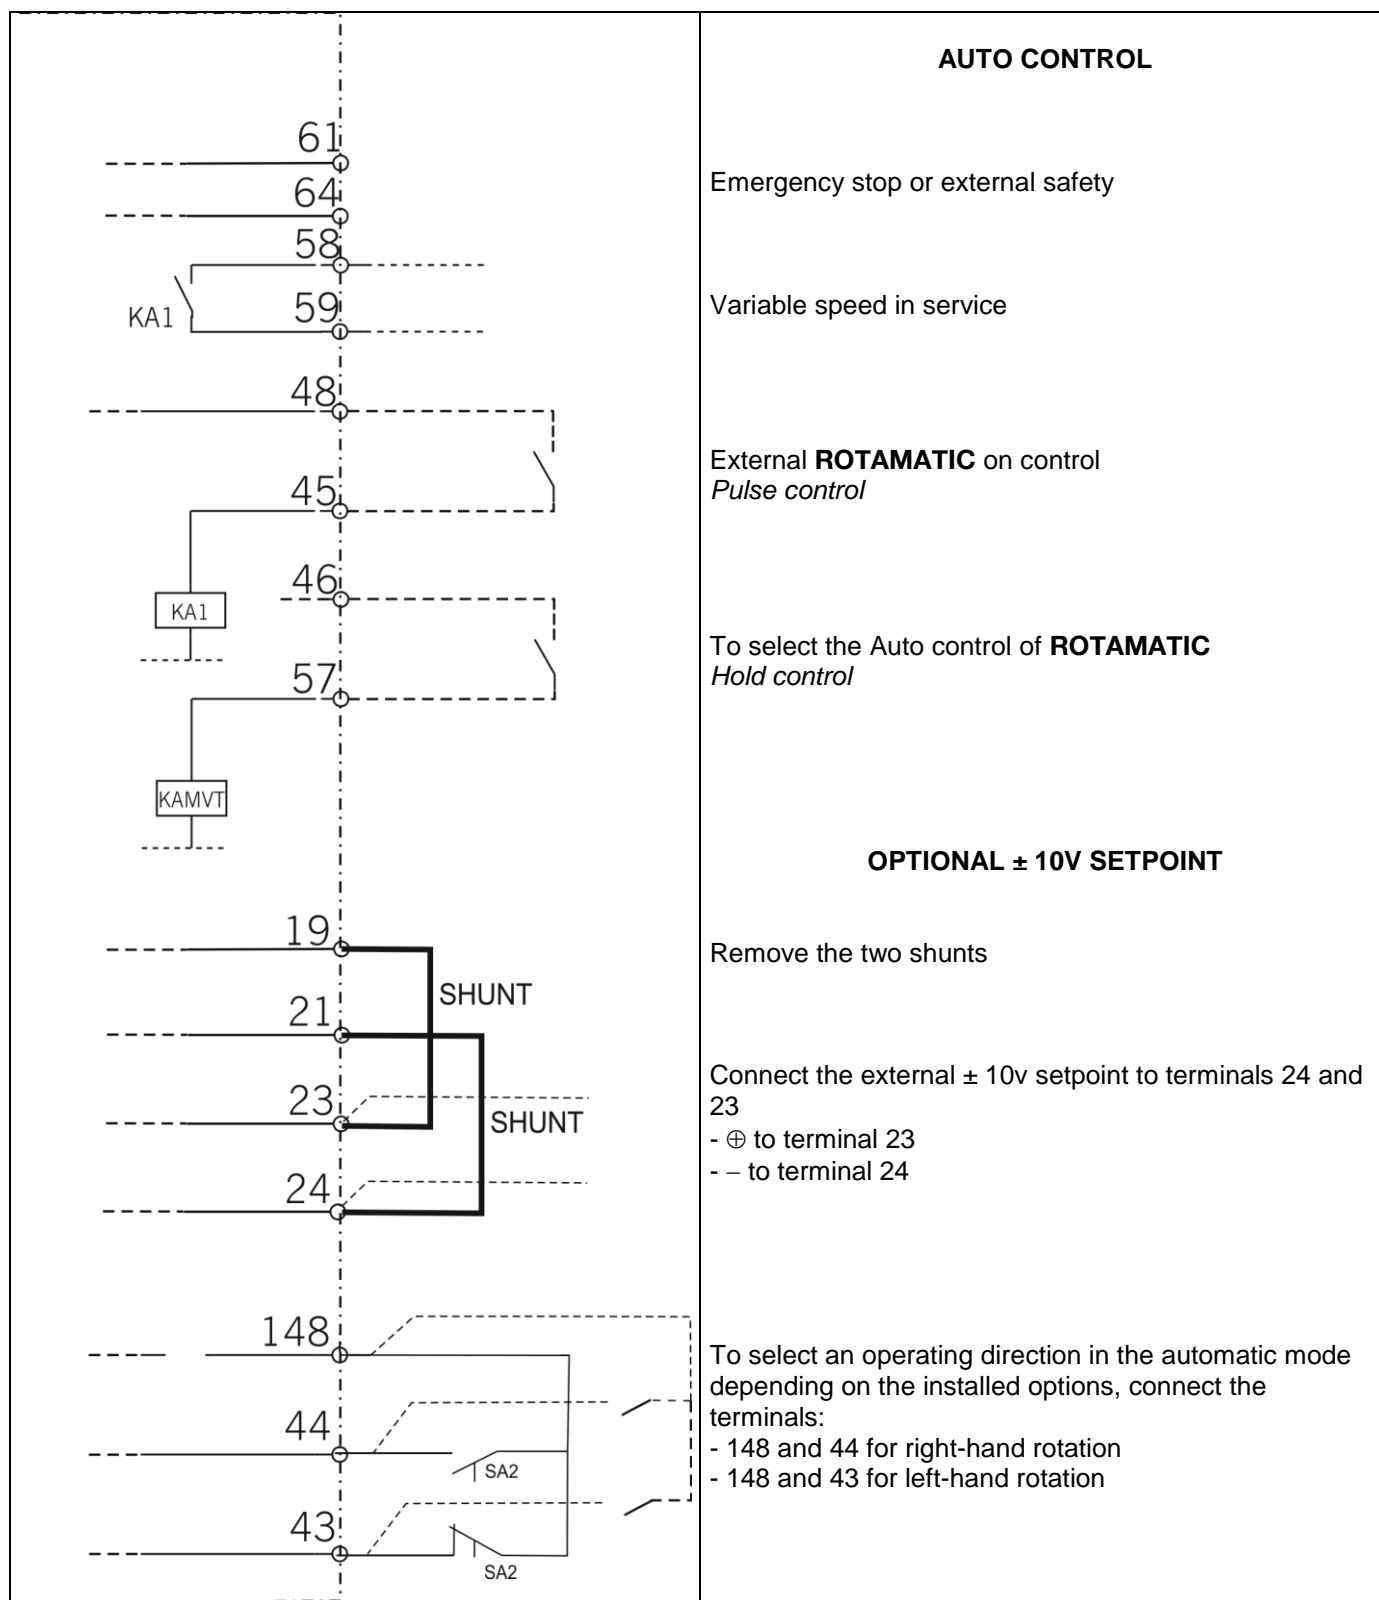 AUTO CONTROL
61
Emergency stop or external safety
64
58
KA1
59
Variable speed in service
48
External ROTAMATIC on control
Pulse control
45
46
KA1
To select the Auto control of ROTAMATIC
Hold control
57
KAMVT
OPTIONAL ± 10V SETPOINT
19
Remove the two shunts
SHUNT
21
Connect the external ± 10v setpoint to terminals 24 and
23
- ⊕ to terminal 23
- – to terminal 24
23
SHUNT
24
148
To select an operating direction in the automatic mode
depending on the installed options, connect the
terminals:
- 148 and 44 for right-hand rotation
- 148 and 43 for left-hand rotation
44
SA2
43
SA2